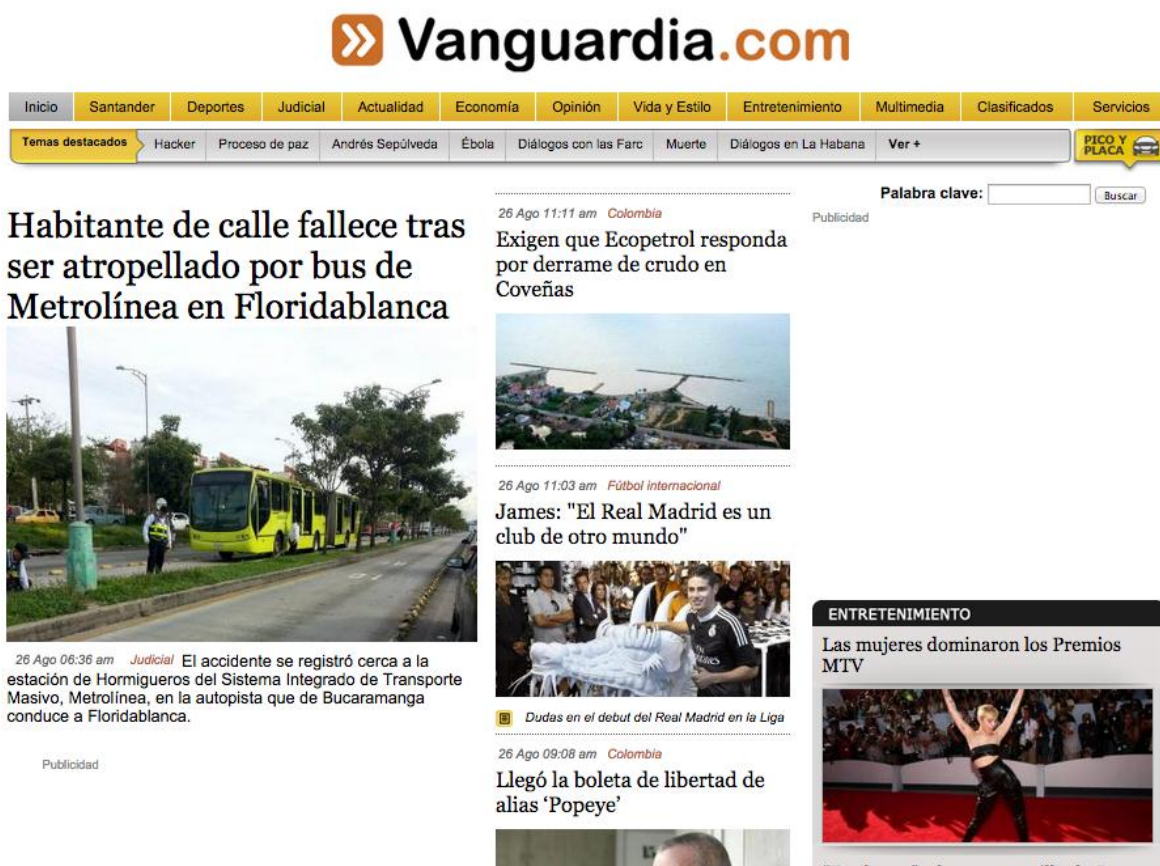 Vanguardia.com
Inicio Santander Deportes Judicial Actualidad Economía Opinión Vida y Estilo Entretenimiento Multimedia Clasificados Servicios
Temas destacados Hacker Proceso de paz Andrés Sepúlveda Ébola Diálogos con las Farc Muerte Diálogos en La Habana Ver +
PICO Y
PLACA
Palabra clave: Buscar
Publicidad
Habitante de calle fallece tras
ser atropellado por bus de
Metrolínea en Floridablanca
26 Ago 06:36 am Judicial El accidente se registró cerca a la
estación de Hormigueros del Sistema Integrado de Transporte
Masivo, Metrolínea, en la autopista que de Bucaramanga
conduce a Floridablanca.
Publicidad
26 Ago 11:11 am Colombia
Exigen que Ecopetrol responda
por derrame de crudo en
Coveñas
26 Ago 11:03 am Fútbol internacional
James: "El Real Madrid es un
club de otro mundo"
Dudas en el debut del Real Madrid en la Liga
26 Ago 09:08 am Colombia
Llegó la boleta de libertad de
alias ‘Popeye’
ENTRETENIMIENTO
Las mujeres dominaron los Premios
MTV